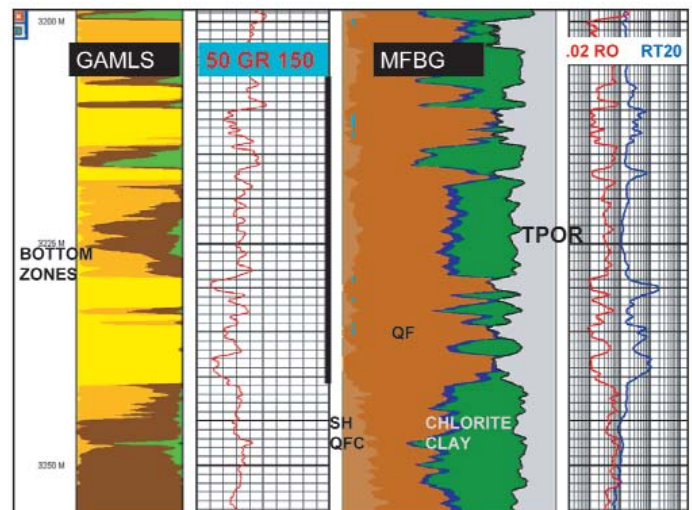 3200 M
GAMLS
50 GR 150
MFBG
.02 RO RT20
3225 M
BOTTOM
ZONES
TPOR
QF
SH
QFC
CHLORITE
CLAY
3250 M